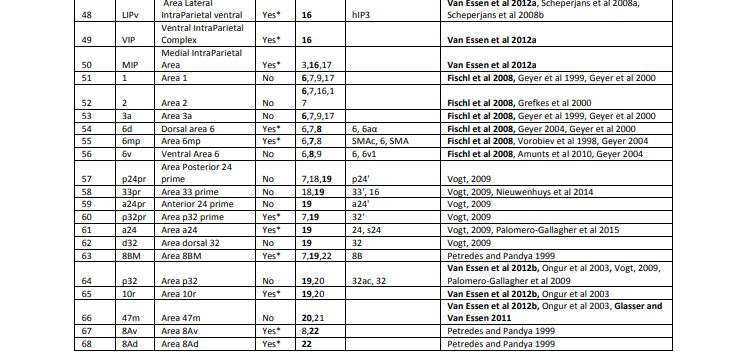 Area Lateral Van Essen et al 2012a, Scheperjans et al 2008a,
48 LIPv IntraParietal ventral Yes* 16 hIP3 Scheperjans et al 2008b
Ventral IntraParietal
49 VIP Complex Yes* 16 Van Essen et al 2012a
Medial IntraParietal
50 MIP Area Yes* 3,16,17 Van Essen et al 2012a
51 1 Area 1 No 6,7,9,17 Fischl et al 2008, Geyer et al 1999, Geyer et al 2000
6,7,16,1
52 2 Area 2 No 7 Fischl et al 2008, Grefkes et al 2000
53 3a Area 3a No 6,7,9,17 Fischl et al 2008, Geyer et al 1999, Geyer et al 2000
54 6d Dorsal area 6 Yes* 6,7,8 6, 6aα Fischl et al 2008, Geyer 2004, Geyer et al 2000
55 6mp Area 6mp Yes* 6,7,8 SMAc, 6, SMA Fischl et al 2008, Vorobiev et al 1998, Geyer 2004
56 6v Ventral Area 6 No 6,8,9 6, 6v1 Fischl et al 2008, Amunts et al 2010, Geyer 2004
Area Posterior 24
57 p24pr prime No 7,18,19 p24' Vogt, 2009
58 33pr Area 33 prime No 18,19 33', 16 Vogt, 2009, Nieuwenhuys et al 2014
59 a24pr Anterior 24 prime No 19 a24' Vogt, 2009
60 p32pr Area p32 prime Yes* 7,19 32' Vogt, 2009
61 a24 Area a24 Yes* 19 24, s24 Vogt, 2009, Palomero-Gallagher et al 2015
62 d32 Area dorsal 32 No 19 32 Vogt, 2009
63 8BM Area 8BM Yes* 7,19,22 8B Petredes and Pandya 1999
Van Essen et al 2012b, Ongur et al 2003, Vogt, 2009,
64 p32 Area p32 No 19,20 32ac, 32 Palomero-Gallagher et al 2009
65 10r Area 10r Yes* 19,20 Van Essen et al 2012b, Ongur et al 2003
Van Essen et al 2012b, Ongur et al 2003, Glasser and
66 47m Area 47m No 20,21 Van Essen 2011
67 8Av Area 8Av Yes* 8,22 Petredes and Pandya 1999
68 8Ad Area 8Ad Yes* 22 Petredes and Pandya 1999